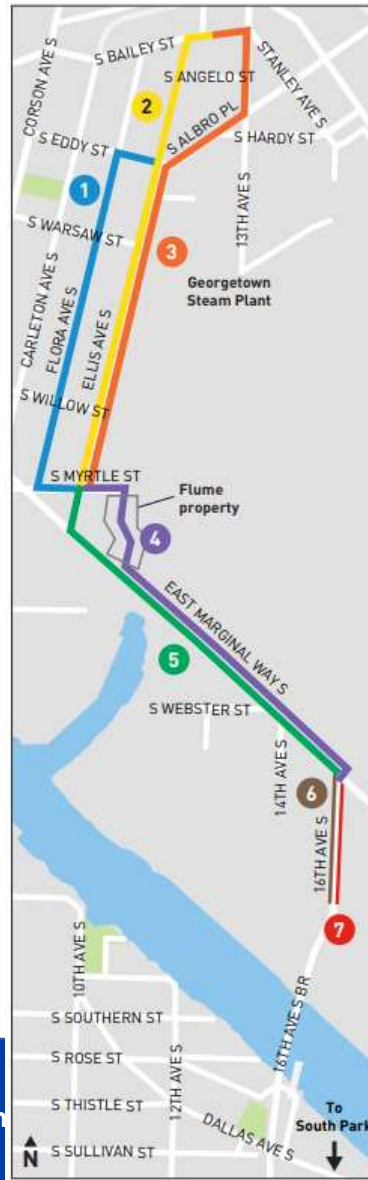 CORSON AVE S
S BAILEY ST
STANLEY AVE S
S ANGELO ST
2
S ALBRO PL
S HARDY ST
S EDDY ST
1
13TH AVE S
S WARSAW ST
3
Georgetown
Steam Plant
CARLETON AVE S
FLORA AVE S
ELLIS AVE S
S WILLOW ST
S MYRTLE ST
Flume
property
4
EAST MARGINAL WAY S
5
S WEBSTER ST
14TH AVE S
6
16TH AVE S
7
10TH AVE S
16TH AVE S BR
S SOUTHERN ST
S ROSE ST
12TH AVE S
S THISTLE ST
DALLAS AVE S
To
South Park
N
S SULLIVAN ST